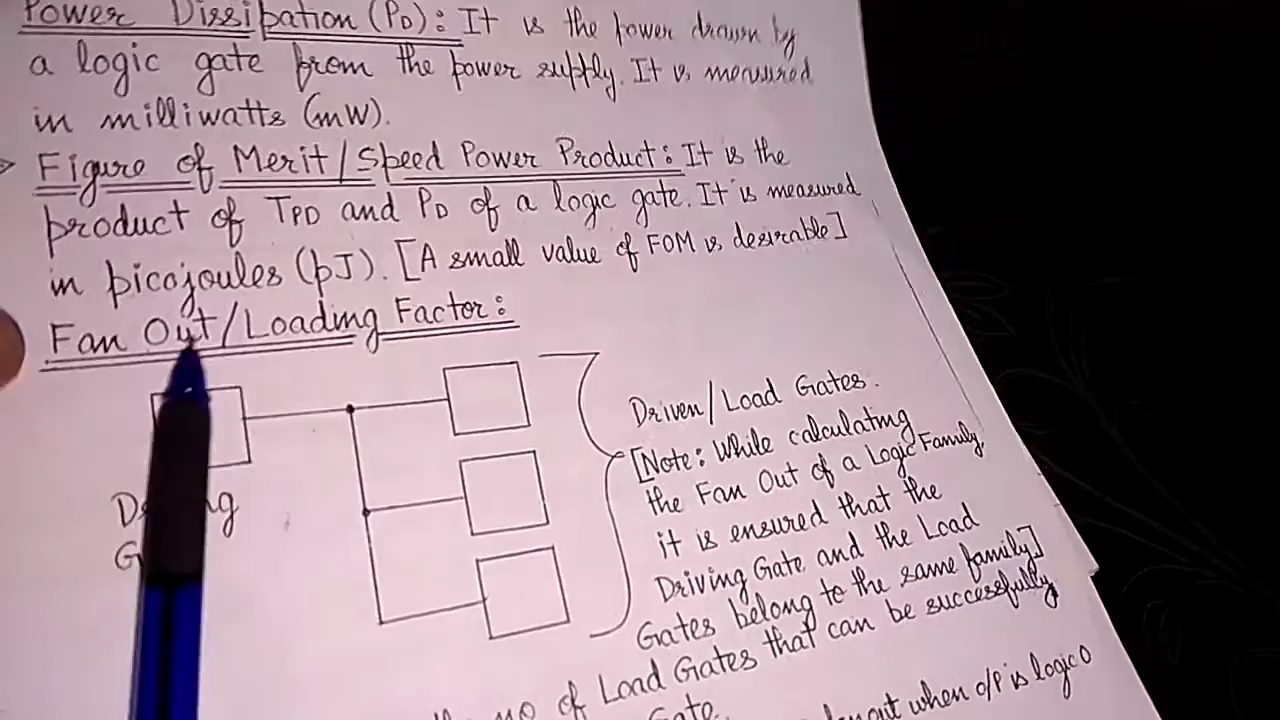 Power Dissipation (PD): It is the power drawn by
a logic gate from the power supply. It is measured
in milliwatts (mW).
Figure of Merit/Speed Power Product: It is the
product of TPD and PD of a logic gate. It is measured
in picojoules (pJ). [A small value of FOM is desirable]
Fan Out/Loading Factor:
Driven/Load Gates.
[Note: While calculating
the Fan Out of a Logic Family,
it is ensured that the
Driving Gate and the Load
Gates belong to the same family]
no of Load Gates that can be successfully
Gate.
out when o/p is logic 0